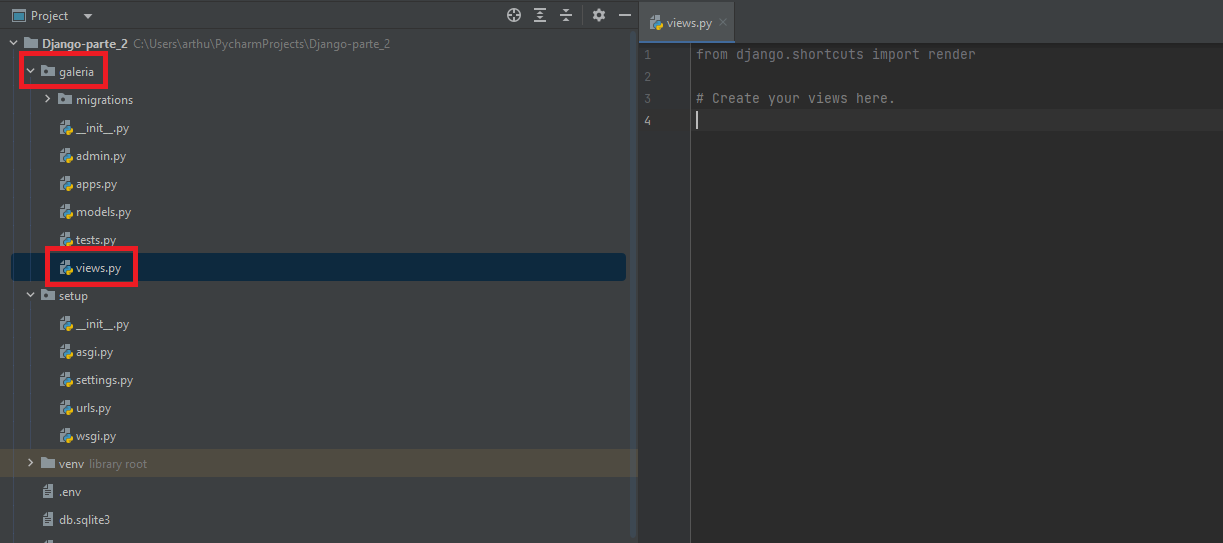 Project
Django-parte_2 C:\Users\arthu\PycharmProjects\Django-parte_2
galeria
migrations
__init__.py
admin.py
apps.py
models.py
tests.py
views.py
setup
__init__.py
asgi.py
settings.py
urls.py
wsgi.py
venv library root
.env
db.sqlite3
views.py
1 from django.shortcuts import render
2
3 # Create your views here.
4